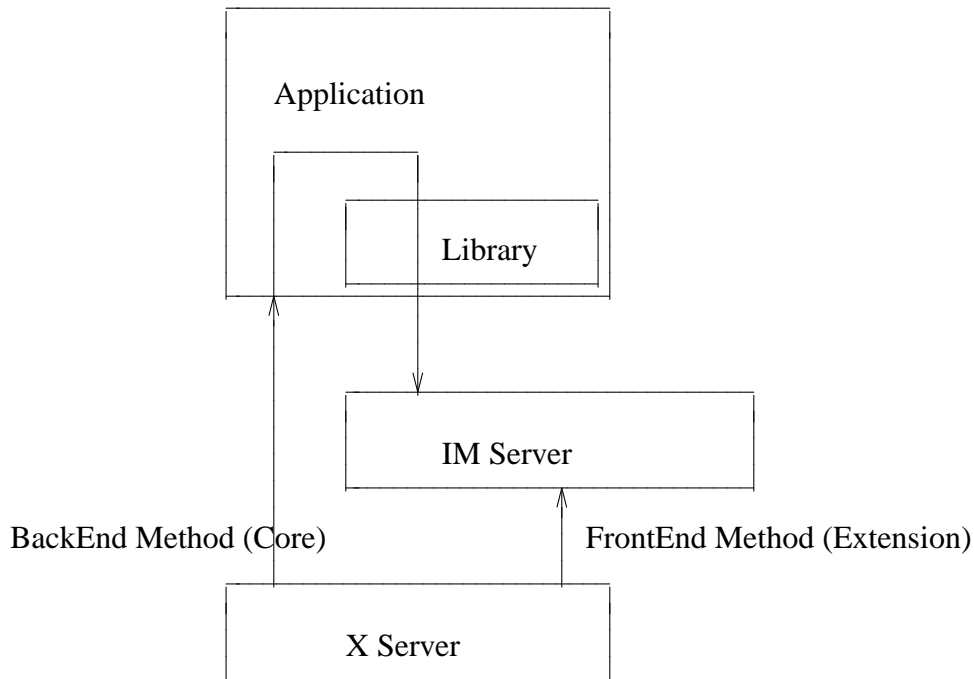 Application
Library
IM Server
BackEnd Method (Core)
FrontEnd Method (Extension)
X Server